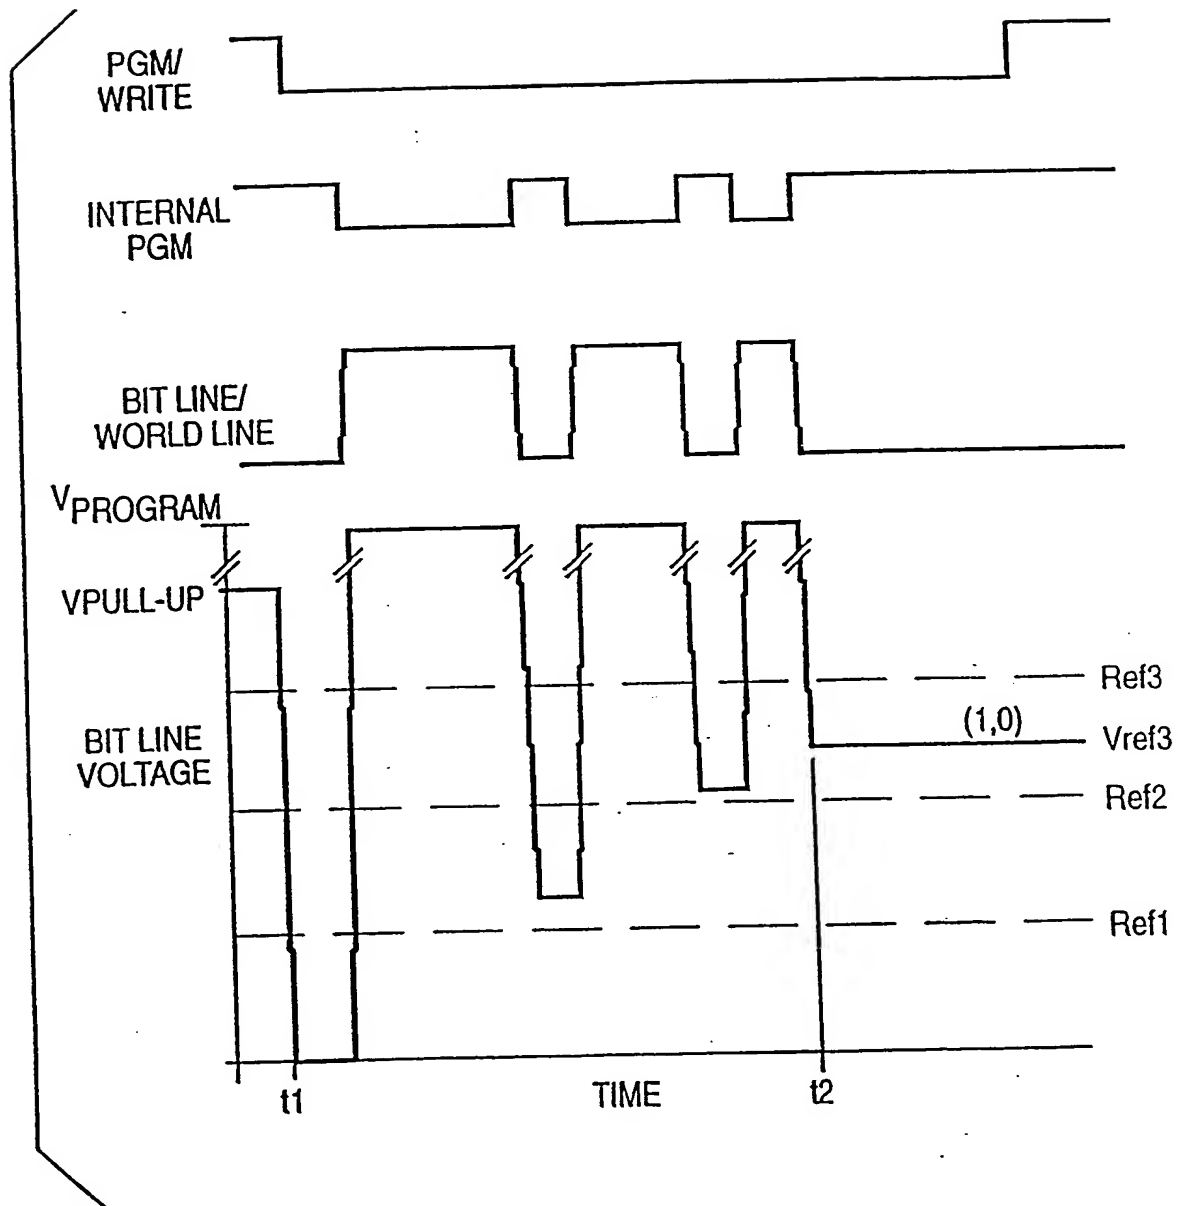 PGM/
WRITE
INTERNAL
PGM
BIT LINE/
WORLD LINE
VPROGRAM
VPULL-UP
Ref3
(1,0)
Vref3
BIT LINE
VOLTAGE
Ref2
Ref1
t1
TIME
t2